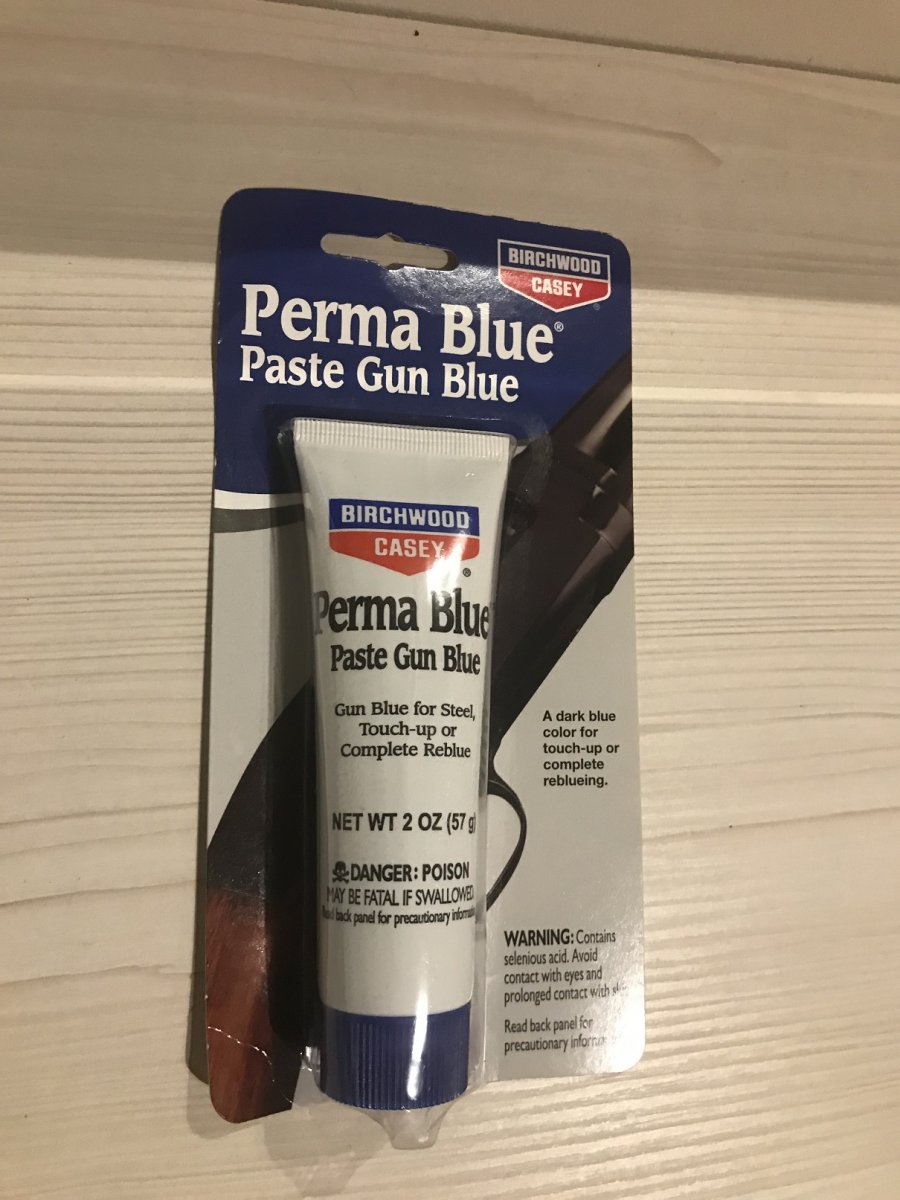 BIRCHWOOD
CASEY
®
Perma Blue®
Paste Gun Blue
BIRCHWOOD
CASEY
®
Perma Blue
Paste Gun Blue
Gun Blue for Steel,
Touch-up or
Complete Reblue
NET WT 2 OZ (57 g)
DANGER: POISON
MAY BE FATAL IF SWALLOWED.
back panel for precautionary
A dark blue
color for
touch-up or
complete
reblueing.
WARNING: Contains
selenious acid. Avoid
contact with eyes and
prolonged contact with
Read back panel for
precautionary